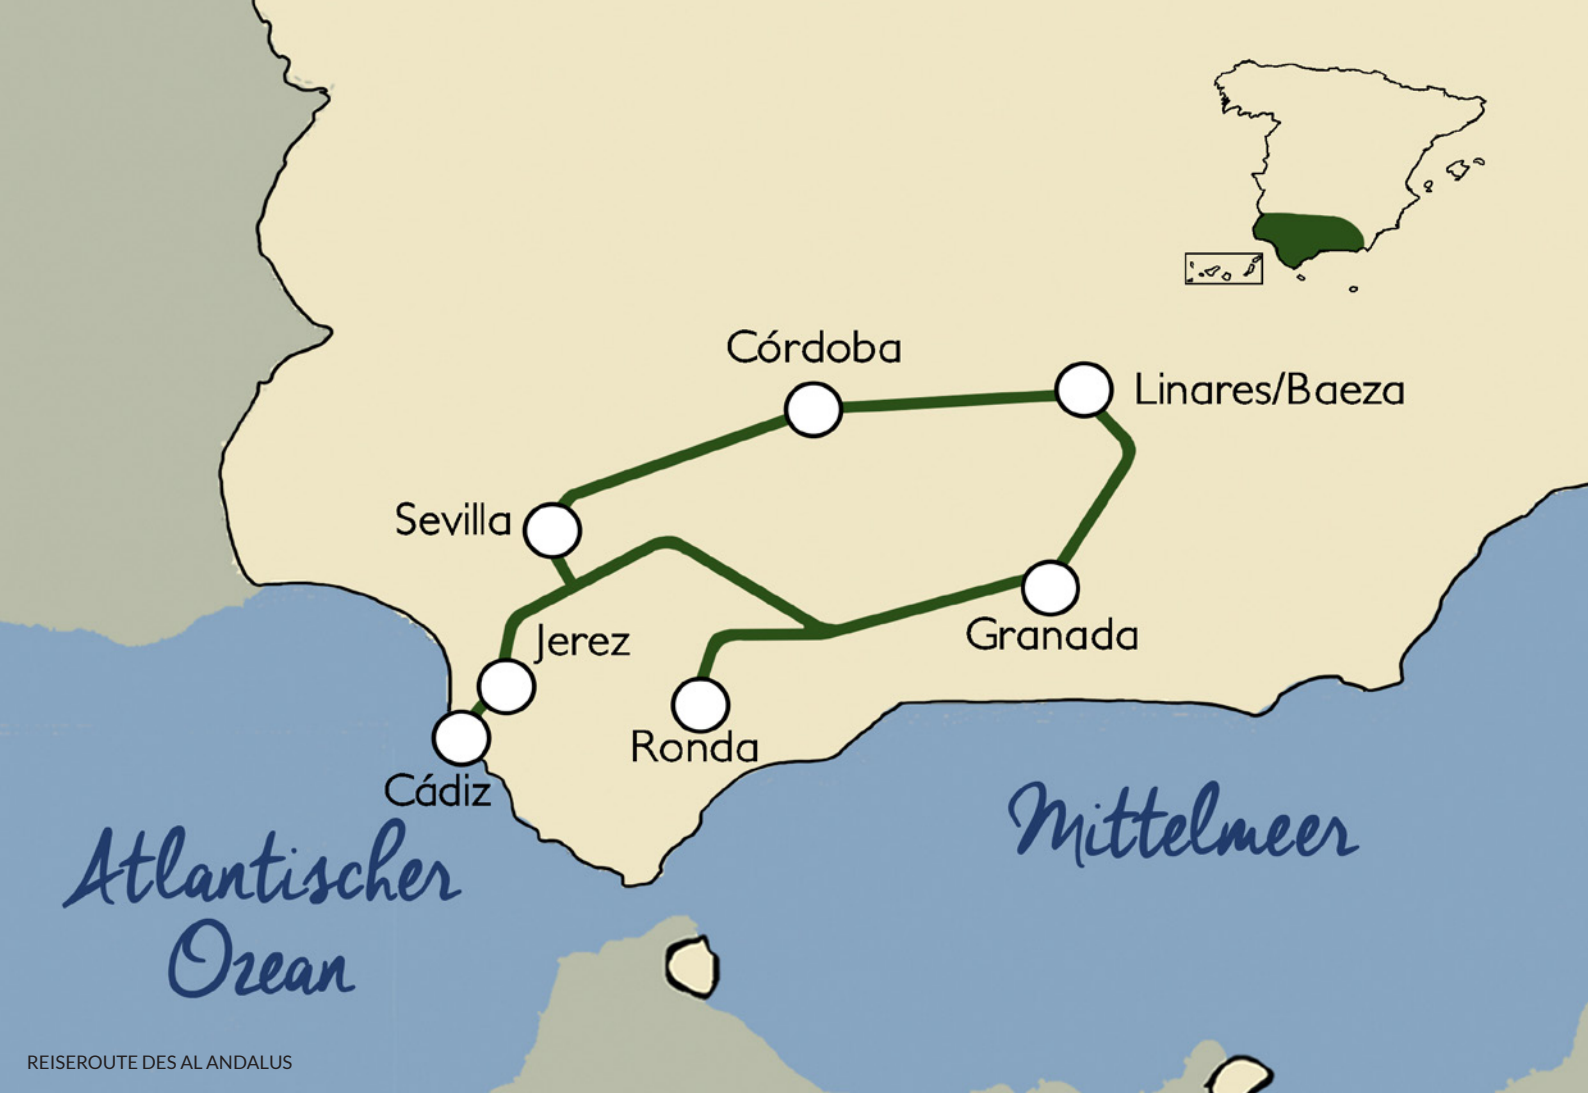 Córdoba
Linares/Baeza
Sevilla
Jerez
Granada
Ronda
Cádiz
Mittelmeer
Atlantischer
Ozean
REISEROUTE DES AL ANDALUS